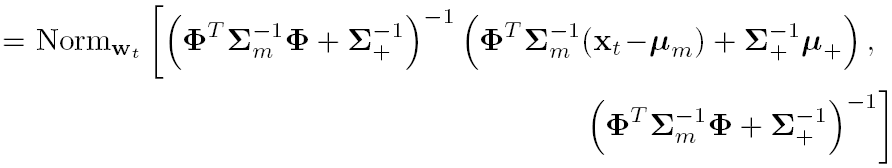 = Norm_{w_t} [ ( Φ^T Σ_m^{-1} Φ + Σ_+^{-1} )^{-1} ( Φ^T Σ_m^{-1} (x_t − μ_m) + Σ_+^{-1} μ_+ ) ,
( Φ^T Σ_m^{-1} Φ + Σ_+^{-1} )^{-1} ]